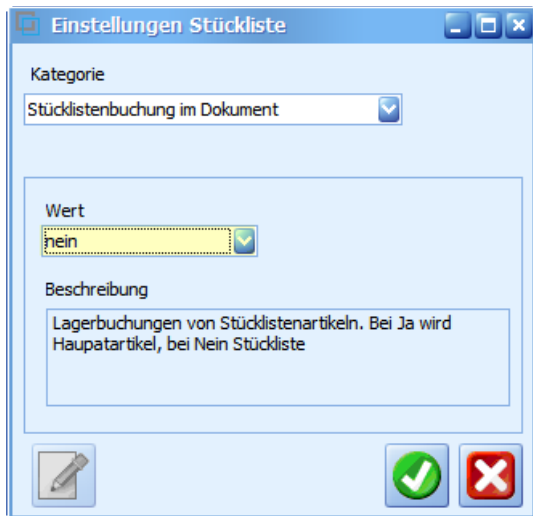 Einstellungen Stückliste
Kategorie
Stücklistenbuchung im Dokument
Wert
nein
Beschreibung
Lagerbuchungen von Stücklistenartikeln. Bei Ja wird
Haupatartikel, bei Nein Stückliste